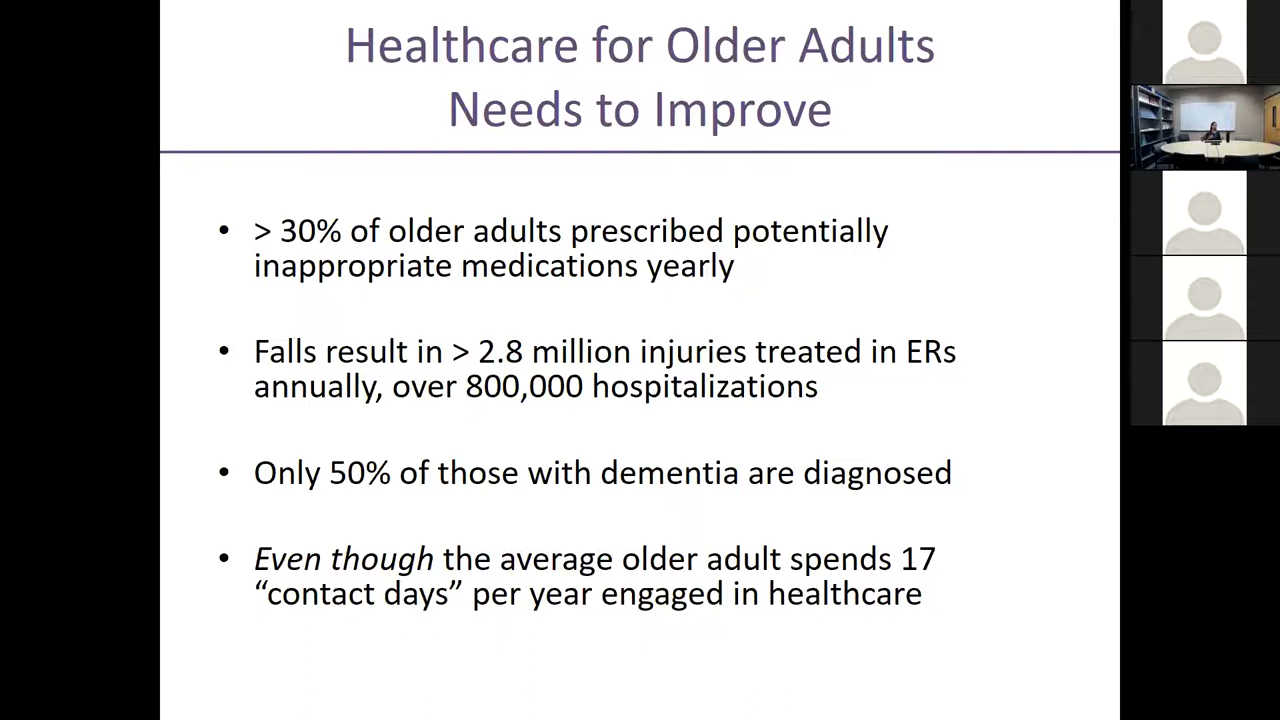 Healthcare for Older Adults
Needs to Improve
• > 30% of older adults prescribed potentially
inappropriate medications yearly
• Falls result in > 2.8 million injuries treated in ERs
annually, over 800,000 hospitalizations
• Only 50% of those with dementia are diagnosed
• Even though the average older adult spends 17
“contact days” per year engaged in healthcare